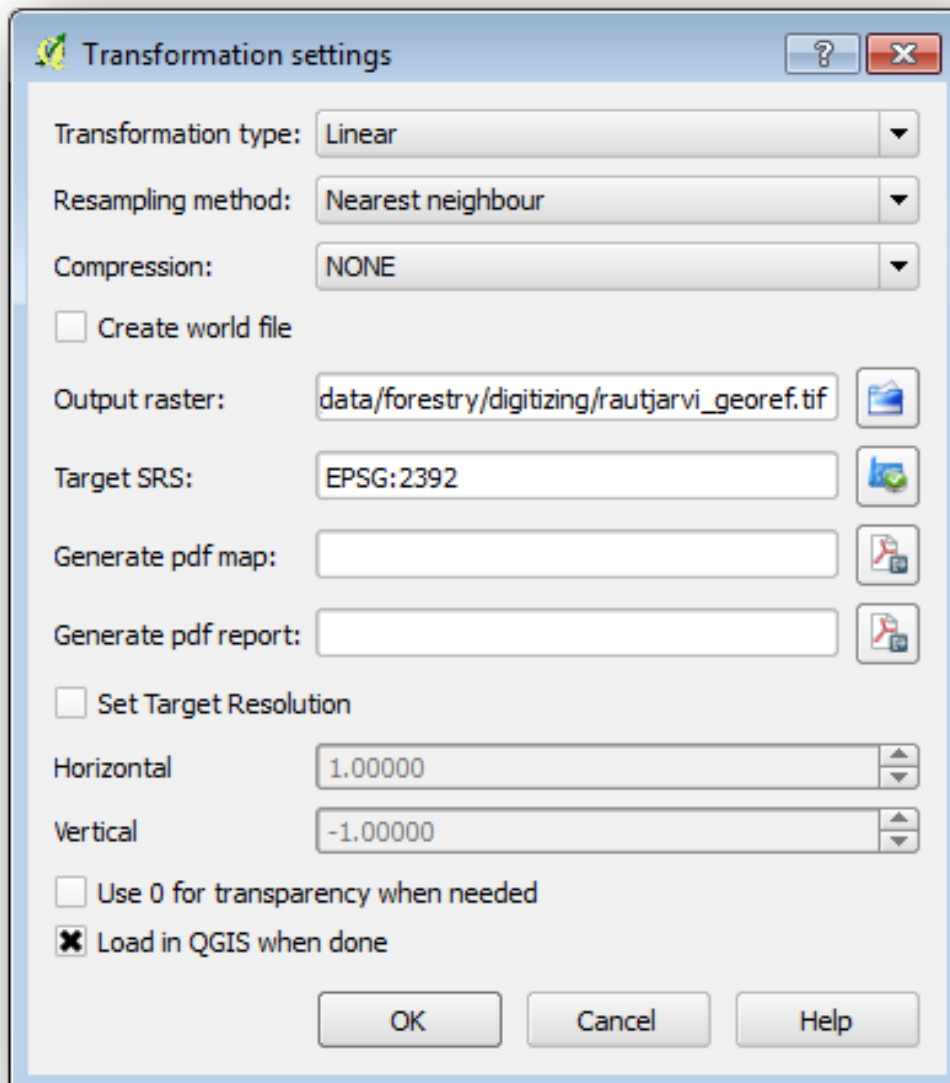 Transformation settings
?
Transformation type: Linear
Resampling method: Nearest neighbour
Compression: NONE
Create world file
Output raster: data/forestry/digitizing/rautjarvi_georef.tif
Target SRS: EPSG:2392
Generate pdf map:
Generate pdf report:
Set Target Resolution
Horizontal 1.00000
Vertical -1.00000
Use 0 for transparency when needed
Load in QGIS when done
OK Cancel Help